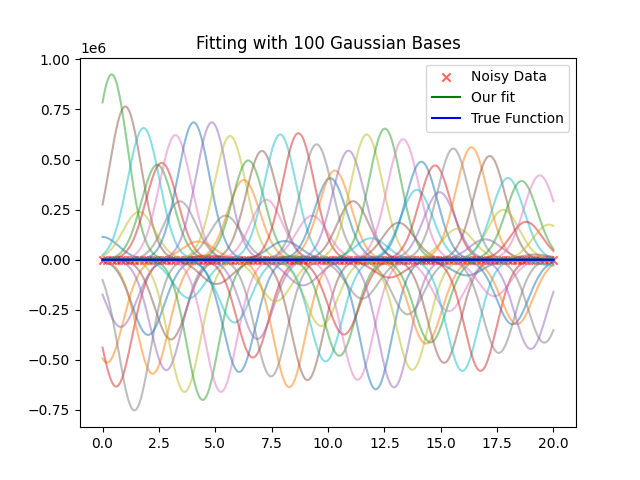 Fitting with 100 Gaussian Bases
1e6
Noisy Data
Our fit
True Function
1.00
0.75
0.50
0.25
0.00
−0.25
−0.50
−0.75
0.0 2.5 5.0 7.5 10.0 12.5 15.0 17.5 20.0